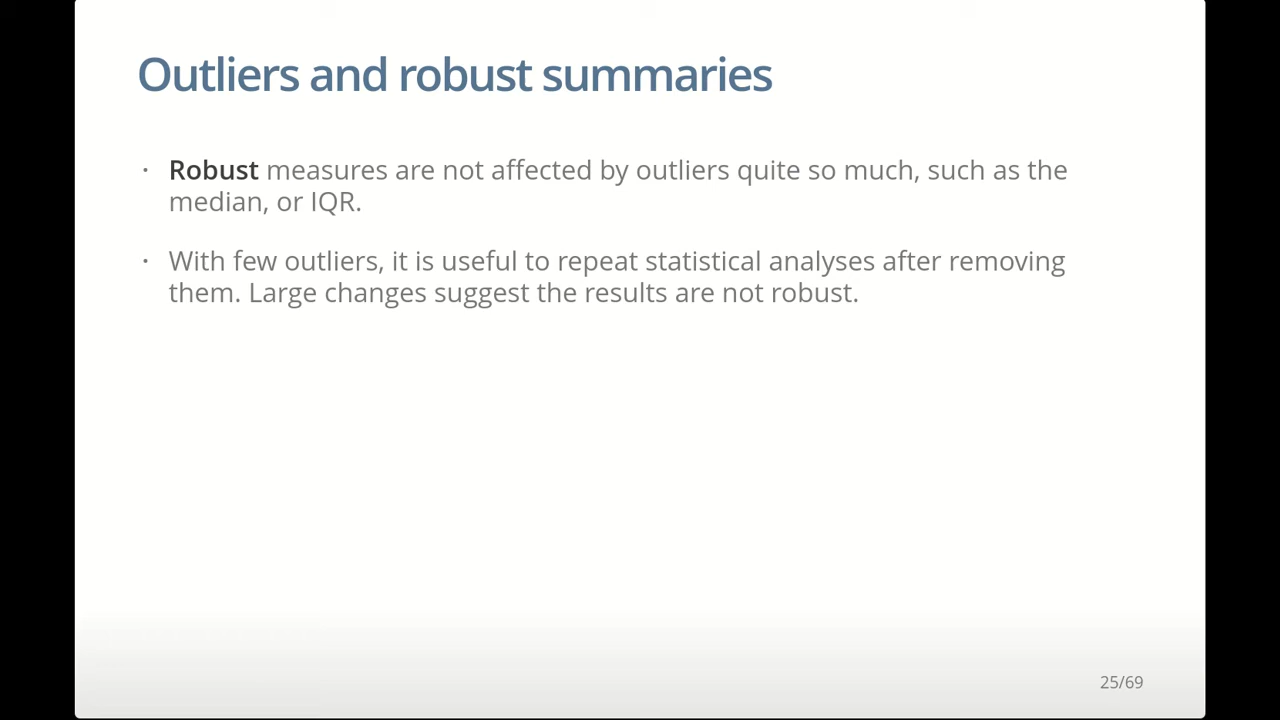 Outliers and robust summaries
· Robust measures are not affected by outliers quite so much, such as the
median, or IQR.
· With few outliers, it is useful to repeat statistical analyses after removing
them. Large changes suggest the results are not robust.
25/69